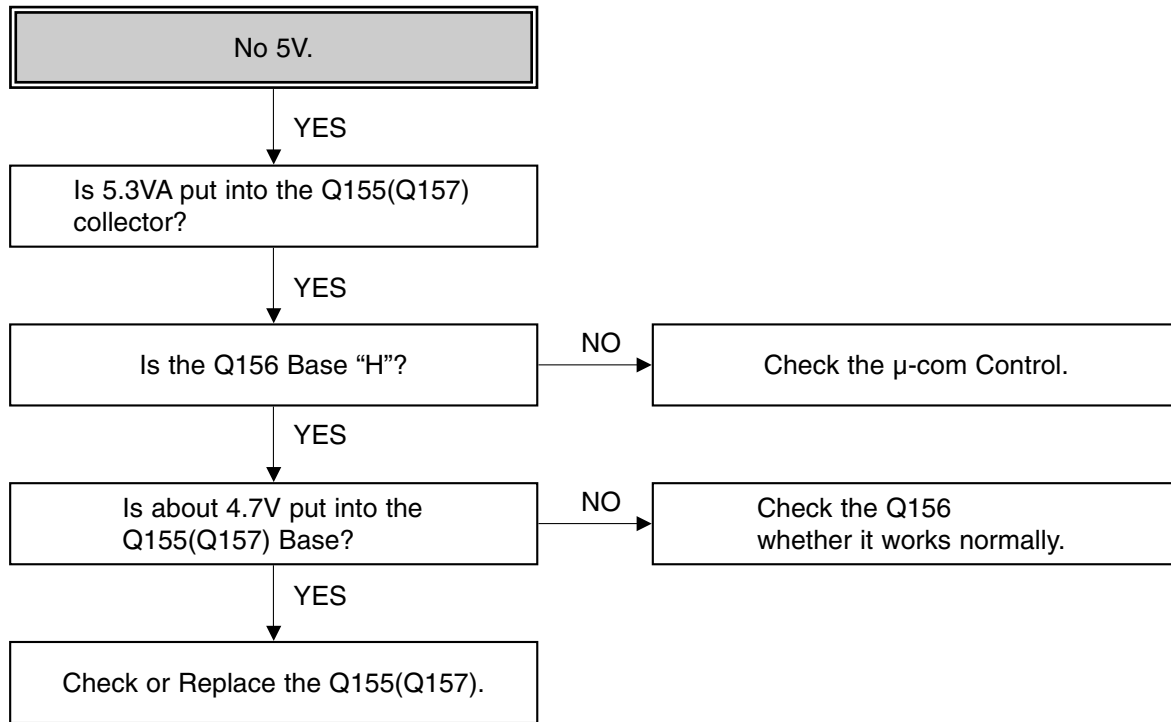 No 5V.
YES
Is 5.3VA put into the Q155(Q157)
collector?
YES
Is the Q156 Base “H”?
NO
Check the µ-com Control.
YES
Is about 4.7V put into the
Q155(Q157) Base?
NO
Check the Q156
whether it works normally.
YES
Check or Replace the Q155(Q157).